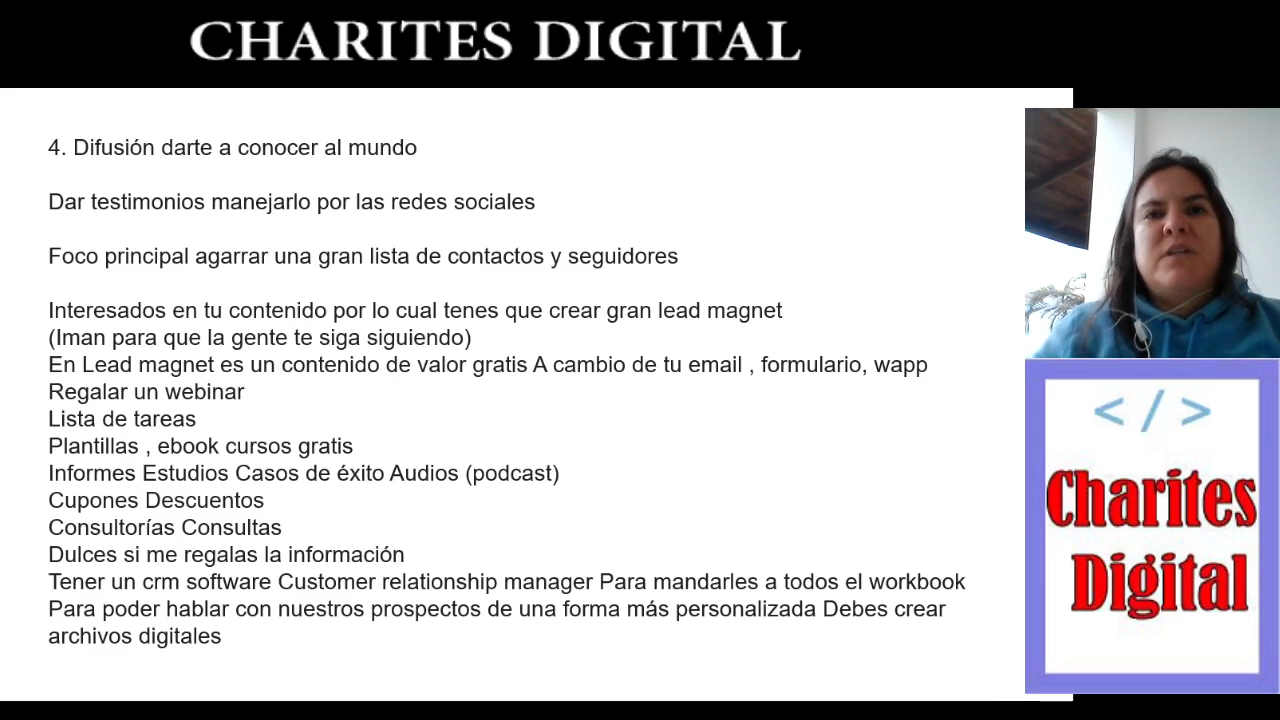 CHARITES DIGITAL
4. Difusión darte a conocer al mundo
Dar testimonios manejarlo por las redes sociales
Foco principal agarrar una gran lista de contactos y seguidores
Interesados en tu contenido por lo cual tenes que crear gran lead magnet
(Iman para que la gente te siga siguiendo)
En Lead magnet es un contenido de valor gratis A cambio de tu email , formulario, wapp
Regalar un webinar
Lista de tareas
Plantillas , ebook cursos gratis
Informes Estudios Casos de éxito Audios (podcast)
Cupones Descuentos
Consultorías Consultas
Dulces si me regalas la información
Tener un crm software Customer relationship manager Para mandarles a todos el workbook
Para poder hablar con nuestros prospectos de una forma más personalizada Debes crear
archivos digitales
</>
Charites
Digital